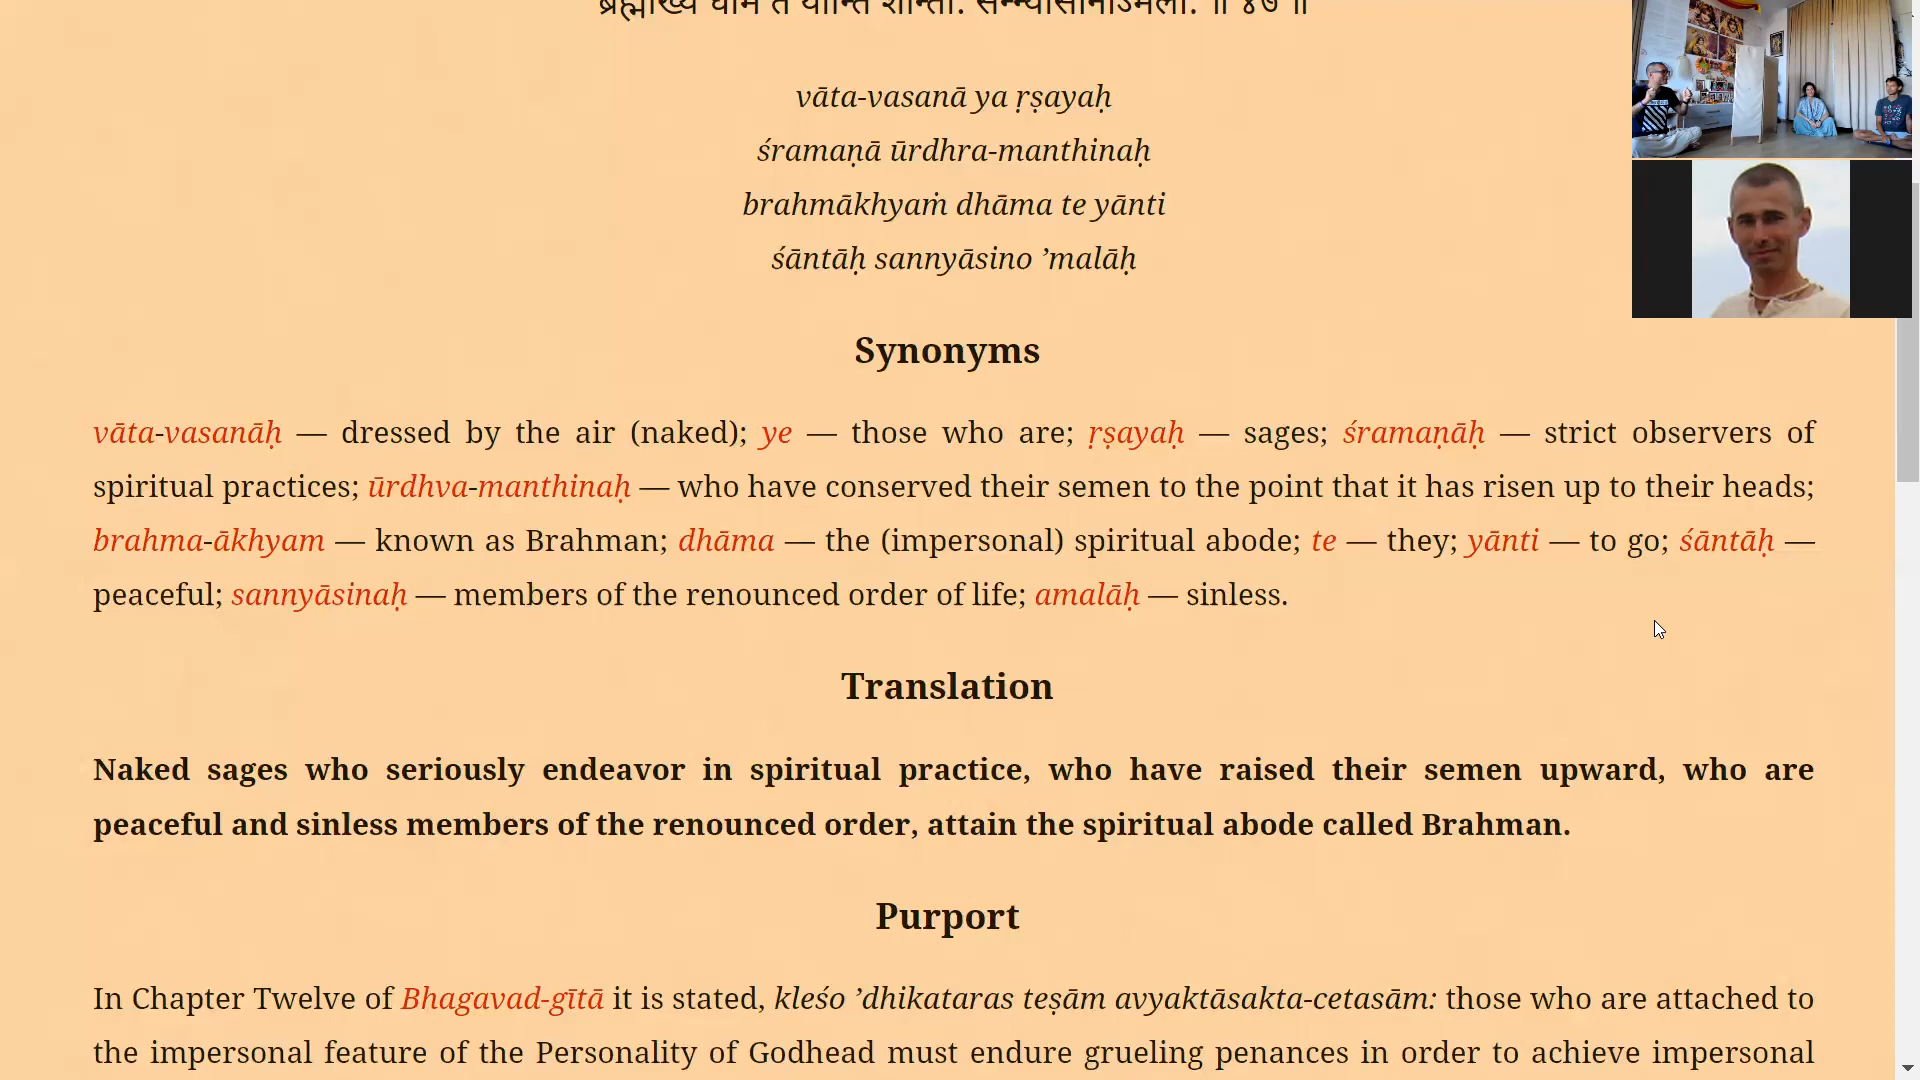 vāta-vasanā ya ṛṣayaḥ
śramaṇā ūrdhra-manthinaḥ
brahmākhyaṁ dhāma te yānti
śāntāḥ sannyāsino ’malāḥ
Synonyms
vāta-vasanāḥ — dressed by the air (naked); ye — those who are; ṛṣayaḥ — sages; śramaṇāḥ — strict observers of
spiritual practices; ūrdhva-manthinaḥ — who have conserved their semen to the point that it has risen up to their heads;
brahma-ākhyam — known as Brahman; dhāma — the (impersonal) spiritual abode; te — they; yānti — to go; śāntāḥ —
peaceful; sannyāsinaḥ — members of the renounced order of life; amalāḥ — sinless.
Translation
Naked sages who seriously endeavor in spiritual practice, who have raised their semen upward, who are
peaceful and sinless members of the renounced order, attain the spiritual abode called Brahman.
Purport
In Chapter Twelve of Bhagavad-gītā it is stated, kleśo ’dhikataras teṣām avyaktāsakta-cetasām: those who are attached to
the impersonal feature of the Personality of Godhead must endure grueling penances in order to achieve impersonal